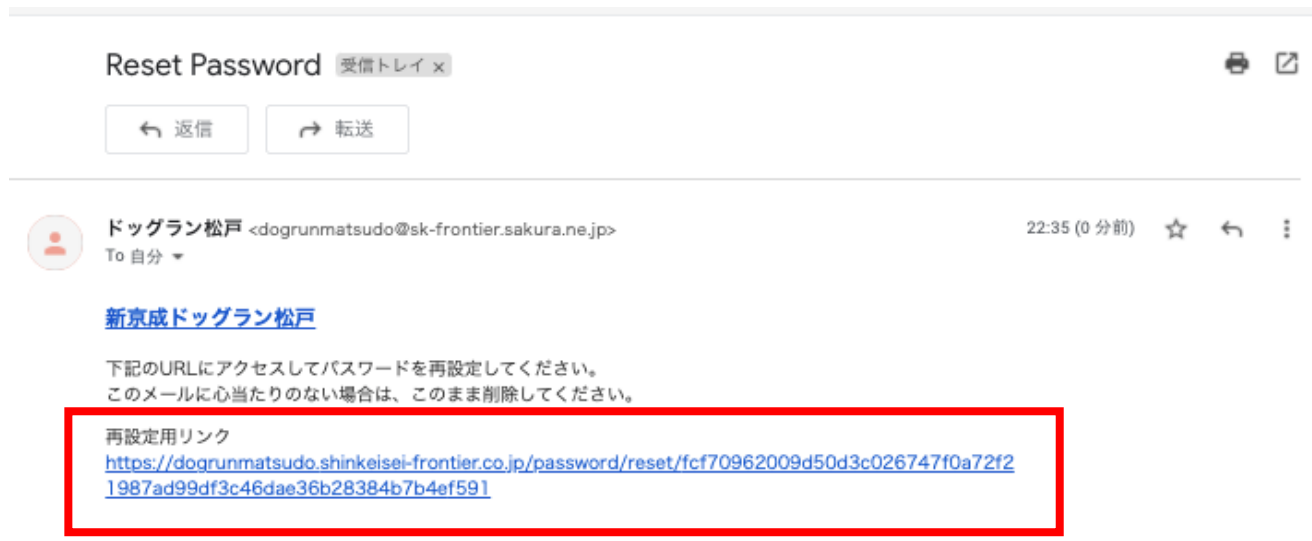 Reset Password 受信トレイ ×
返信 転送
ドッグラン松戸 <dogrunmatsudo@sk-frontier.sakura.ne.jp> 22:35 (0 分前)
To 自分
新京成ドッグラン松戸
下記のURLにアクセスしてパスワードを再設定してください。
このメールに心当たりのない場合は、このまま削除してください。
再設定用リンク
https://dogrunmatsudo.shinkeisei-frontier.co.jp/password/reset/fcf70962009d50d3c026747f0a72f2
1987ad99df3c46dae36b28384b7b4ef591